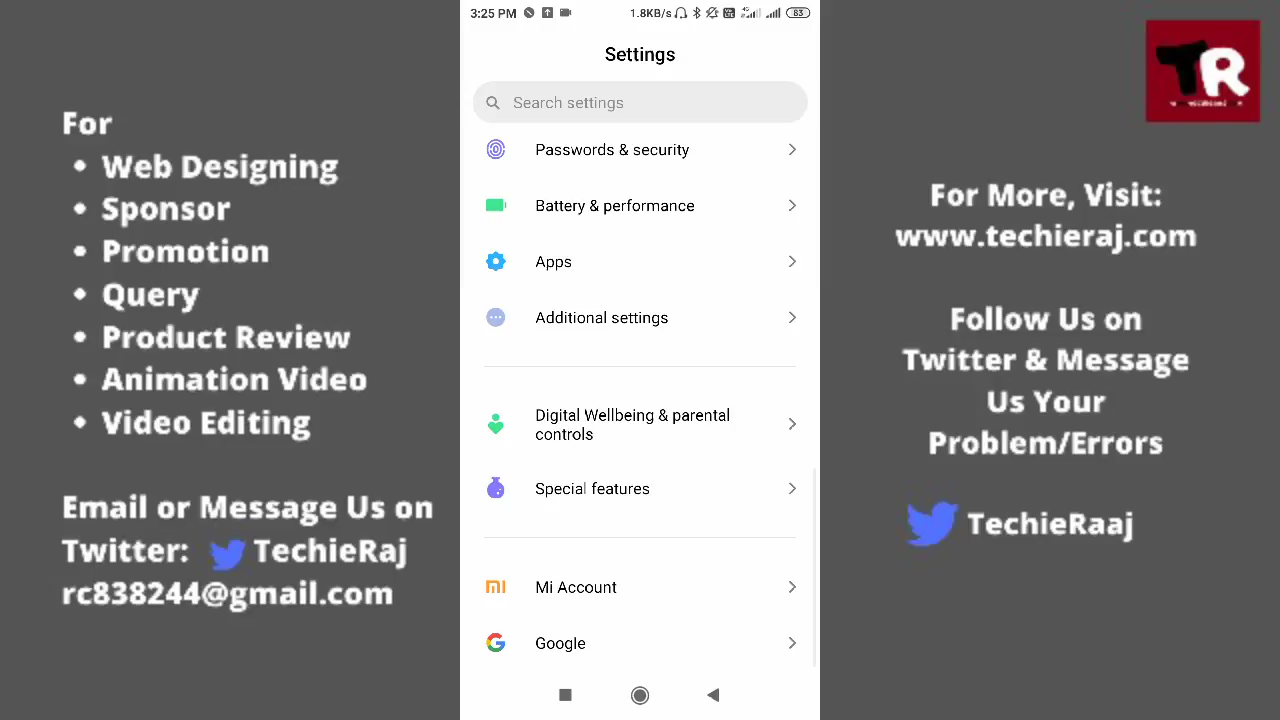 For
• Web Designing
• Sponsor
• Promotion
• Query
• Product Review
• Animation Video
• Video Editing
Email or Message Us on
Twitter: TechieRaj
rc838244@gmail.com
3:25 PM 1.8KB/s 4G 83
Settings
Search settings
Passwords & security
Battery & performance
Apps
Additional settings
Digital Wellbeing & parental
controls
Special features
Mi Account
Google
TR
For More, Visit:
www.techieraj.com
Follow Us on
Twitter & Message
Us Your
Problem/Errors
TechieRaaj